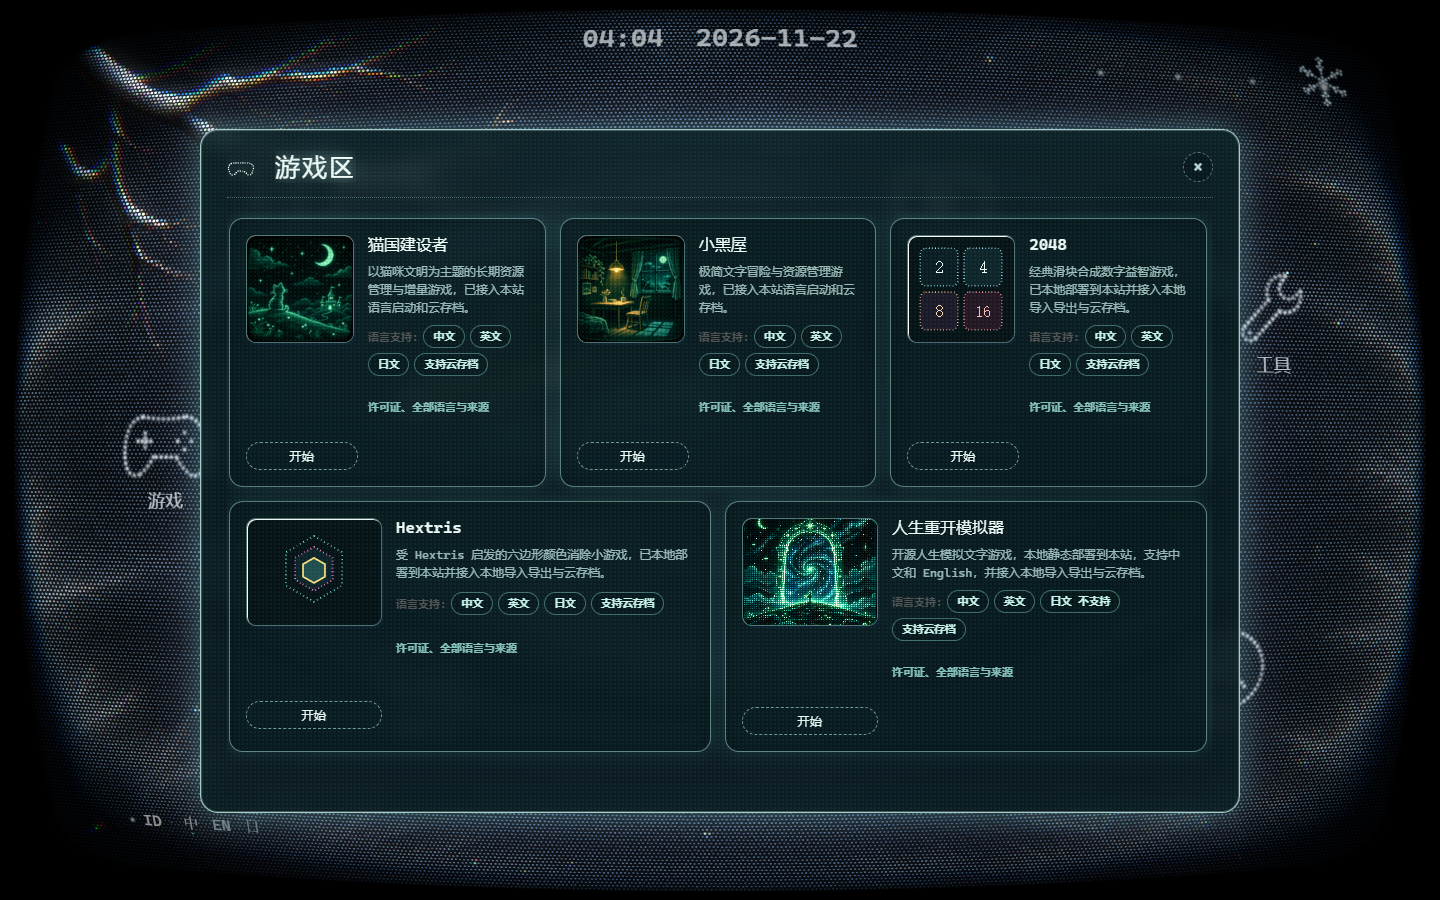 04:04 2026-11-22
游戏区
×
猫国建设者
以猫咪文明为主题的长期资源
管理与增量游戏，已接入本站
语言启动和云存档。
语言支持: 中文 英文
日文 支持云存档
许可证、全部语言与来源
开始
小黑屋
极简文字冒险与资源管理游
戏，已接入本站语言启动和云
存档。
语言支持: 中文 英文
日文 支持云存档
许可证、全部语言与来源
开始
2048
2 4
8 16
经典滑块合成数字益智游戏，
已本地部署到本站并接入本地
导入导出与云存档。
语言支持: 中文 英文
日文 支持云存档
许可证、全部语言与来源
开始
Hextris
受 Hextris 启发的六边形颜色消除小游戏，已本地部
署到本站并接入本地导入导出与云存档。
语言支持: 中文 英文 日文 支持云存档
许可证、全部语言与来源
开始
人生重开模拟器
开源人生模拟文字游戏，本地静态部署到本站，支持中
文和 English，并接入本地导入导出与云存档。
语言支持: 中文 英文 日文 不支持
支持云存档
许可证、全部语言与来源
开始
游戏
工具
• ID 中 EN 日